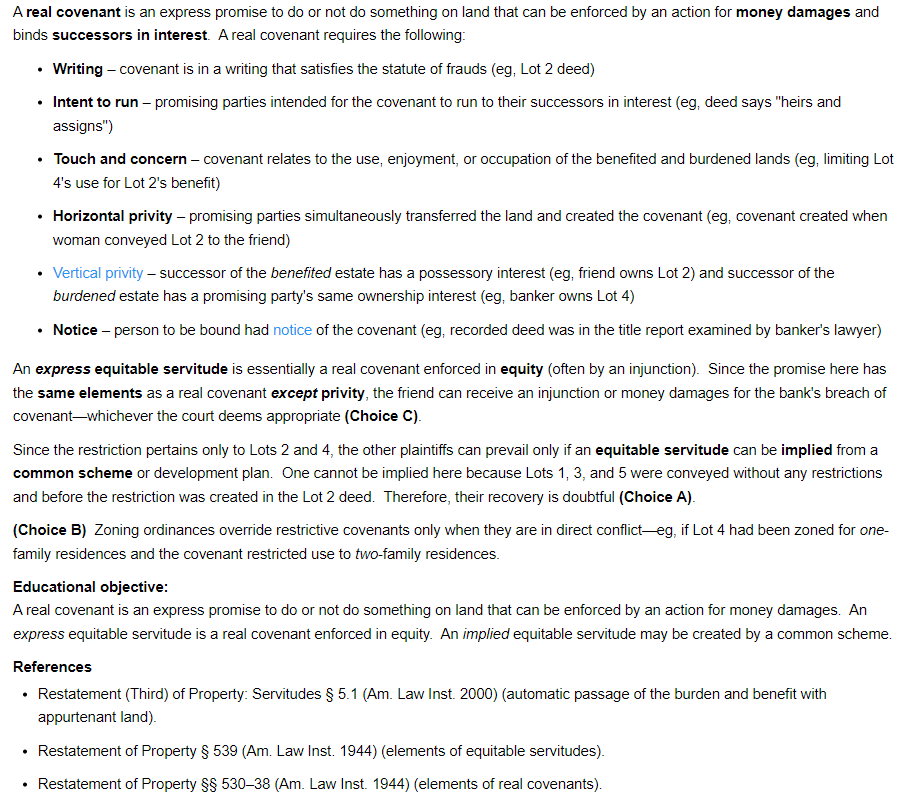 A real covenant is an express promise to do or not do something on land that can be enforced by an action for money damages and
binds successors in interest. A real covenant requires the following:
• Writing – covenant is in a writing that satisfies the statute of frauds (eg, Lot 2 deed)
• Intent to run – promising parties intended for the covenant to run to their successors in interest (eg, deed says "heirs and
assigns")
• Touch and concern – covenant relates to the use, enjoyment, or occupation of the benefited and burdened lands (eg, limiting Lot
4's use for Lot 2's benefit)
• Horizontal privity – promising parties simultaneously transferred the land and created the covenant (eg, covenant created when
woman conveyed Lot 2 to the friend)
• Vertical privity – successor of the benefited estate has a possessory interest (eg, friend owns Lot 2) and successor of the
burdened estate has a promising party's same ownership interest (eg, banker owns Lot 4)
• Notice – person to be bound had notice of the covenant (eg, recorded deed was in the title report examined by banker's lawyer)
An express equitable servitude is essentially a real covenant enforced in equity (often by an injunction). Since the promise here has
the same elements as a real covenant except privity, the friend can receive an injunction or money damages for the bank's breach of
covenant—whichever the court deems appropriate (Choice C).
Since the restriction pertains only to Lots 2 and 4, the other plaintiffs can prevail only if an equitable servitude can be implied from a
common scheme or development plan. One cannot be implied here because Lots 1, 3, and 5 were conveyed without any restrictions
and before the restriction was created in the Lot 2 deed. Therefore, their recovery is doubtful (Choice A).
(Choice B) Zoning ordinances override restrictive covenants only when they are in direct conflict—eg, if Lot 4 had been zoned for one-
family residences and the covenant restricted use to two-family residences.
Educational objective:
A real covenant is an express promise to do or not do something on land that can be enforced by an action for money damages. An
express equitable servitude is a real covenant enforced in equity. An implied equitable servitude may be created by a common scheme.
References
• Restatement (Third) of Property: Servitudes § 5.1 (Am. Law Inst. 2000) (automatic passage of the burden and benefit with
appurtenant land).
• Restatement of Property § 539 (Am. Law Inst. 1944) (elements of equitable servitudes).
• Restatement of Property §§ 530–38 (Am. Law Inst. 1944) (elements of real covenants).